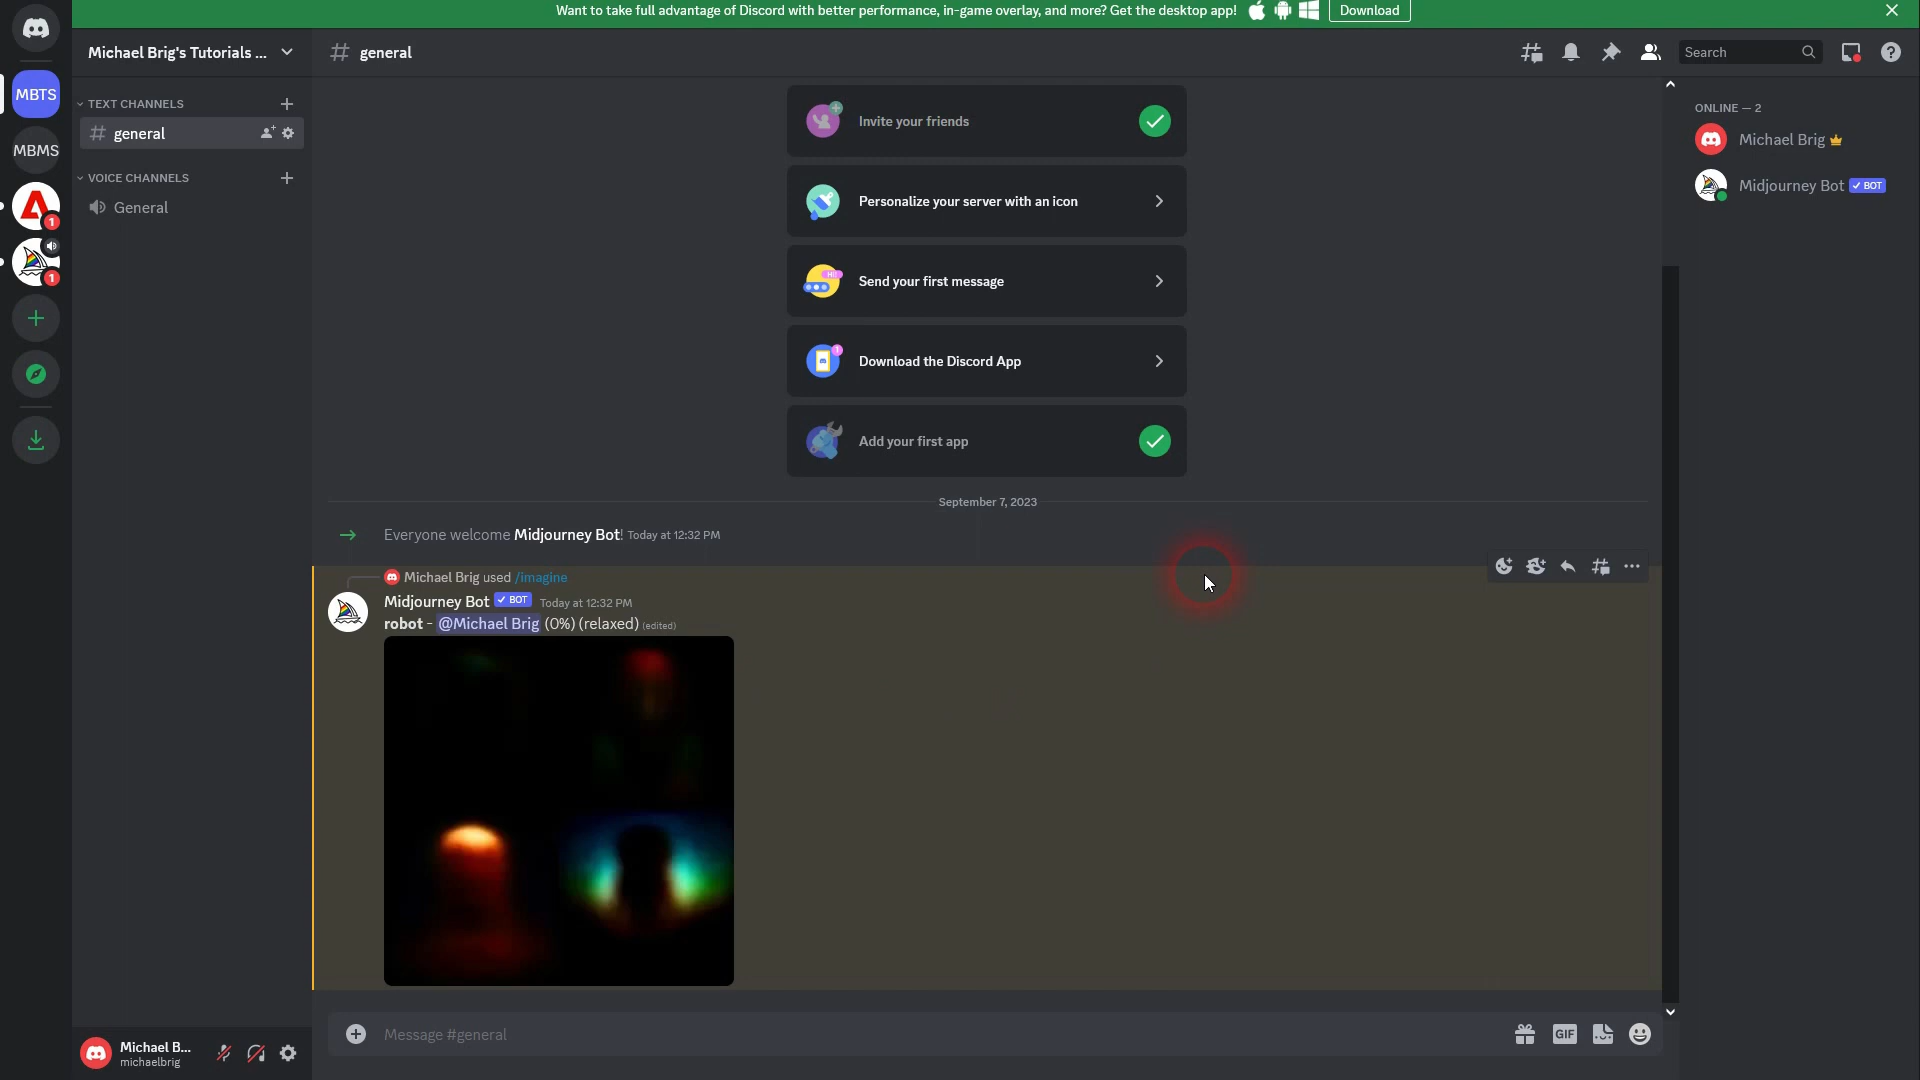 Want to take full advantage of Discord with better performance, in-game overlay, and more? Get the desktop app!
Download
Michael Brig's Tutorials ...
general
Search
MBTS
TEXT CHANNELS
general
MBMS
VOICE CHANNELS
General
1
1
Invite your friends
Personalize your server with an icon
Hi!
Send your first message
1
Download the Discord App
Add your first app
September 7, 2023
Everyone welcome Midjourney Bot! Today at 12:32 PM
Michael Brig used /imagine
Midjourney Bot BOT Today at 12:32 PM
robot - @Michael Brig (0%) (relaxed) (edited)
Message #general
GIF
ONLINE — 2
Michael Brig
Midjourney Bot BOT
Michael B...
michaelbrig